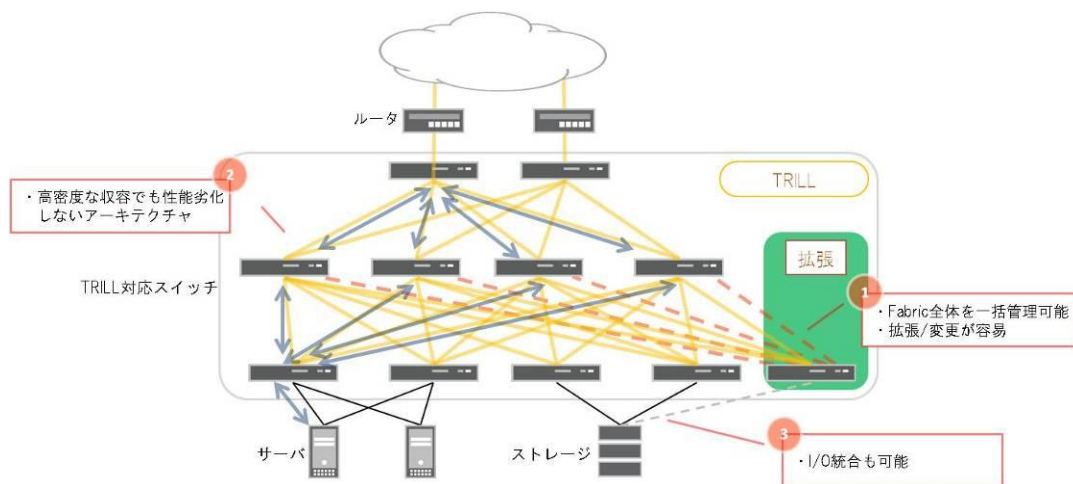 ルータ
TRILL
2
・高密度な収容でも性能劣化
しないアーキテクチャ
拡張
TRILL対応スイッチ
1
・Fabric全体を一括管理可能
・拡張/変更が容易
サーバ
ストレージ
3
・I/O統合も可能